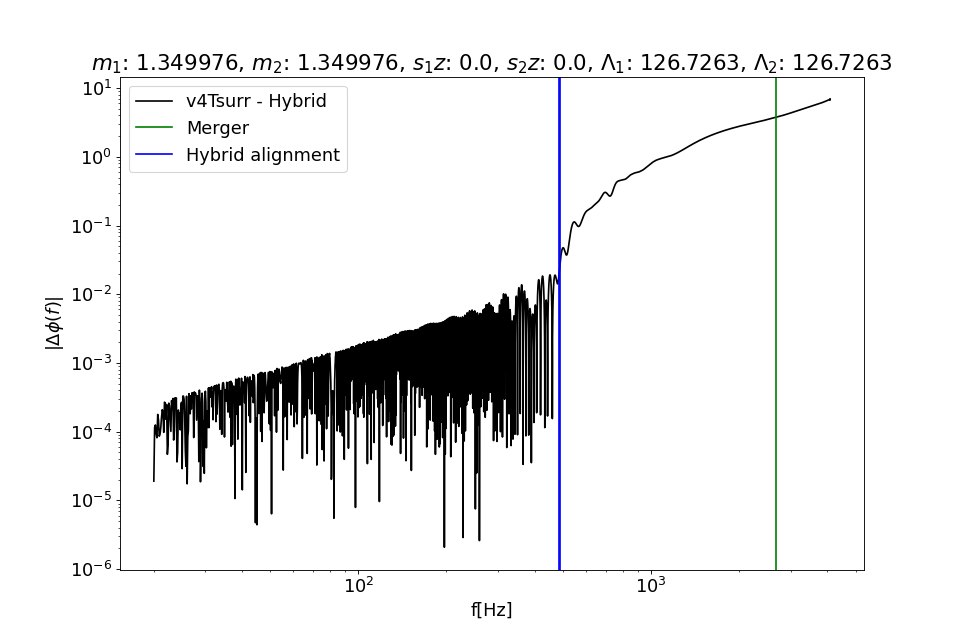 m₁: 1.349976, m₂: 1.349976, s₁z: 0.0, s₂z: 0.0, Λ₁: 126.7263, Λ₂: 126.7263
v4Tsurr - Hybrid
Merger
Hybrid alignment
10¹
10⁰
10⁻¹
10⁻²
10⁻³
10⁻⁴
10⁻⁵
10⁻⁶
|Δϕ(f)|
10² 10³
f[Hz]